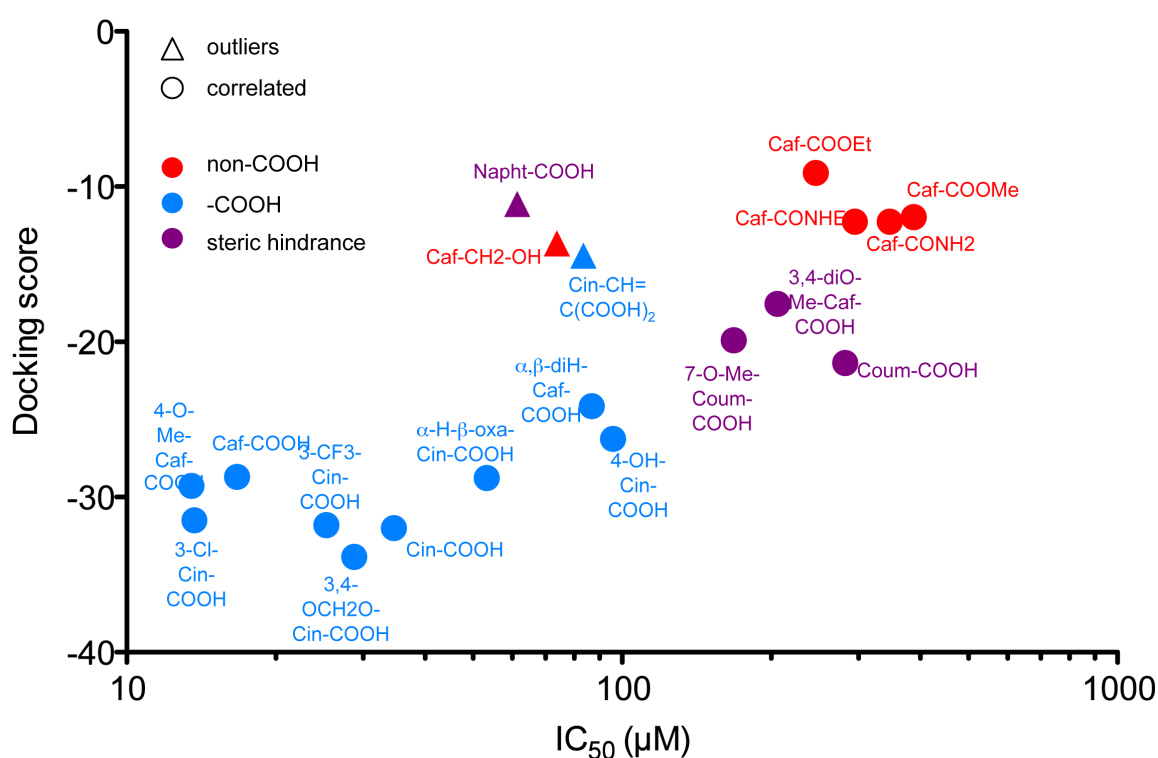 0
-10
-20
-30
-40
Docking score
outliers
correlated
non-COOH
-COOH
steric hindrance
Napht-COOH
Caf-CH2-OH
Cin-CH=
C(COOH)2
Caf-COOEt
Caf-COOMe
Caf-CONHE
Caf-CONH2
3,4-diO-
Me-Caf-
COOH
7-O-Me-
Coum-
COOH
Coum-COOH
α,β-diH-
Caf-
COOH
4-OH-
Cin-
COOH
α-H-β-oxa-
Cin-COOH
4-O-
Me-
Caf-
COOH
Caf-COOH
3-CF3-
Cin-
COOH
Cin-COOH
3-Cl-
Cin-
COOH
3,4-
OCH2O-
Cin-COOH
10
100
1000
IC50 (µM)